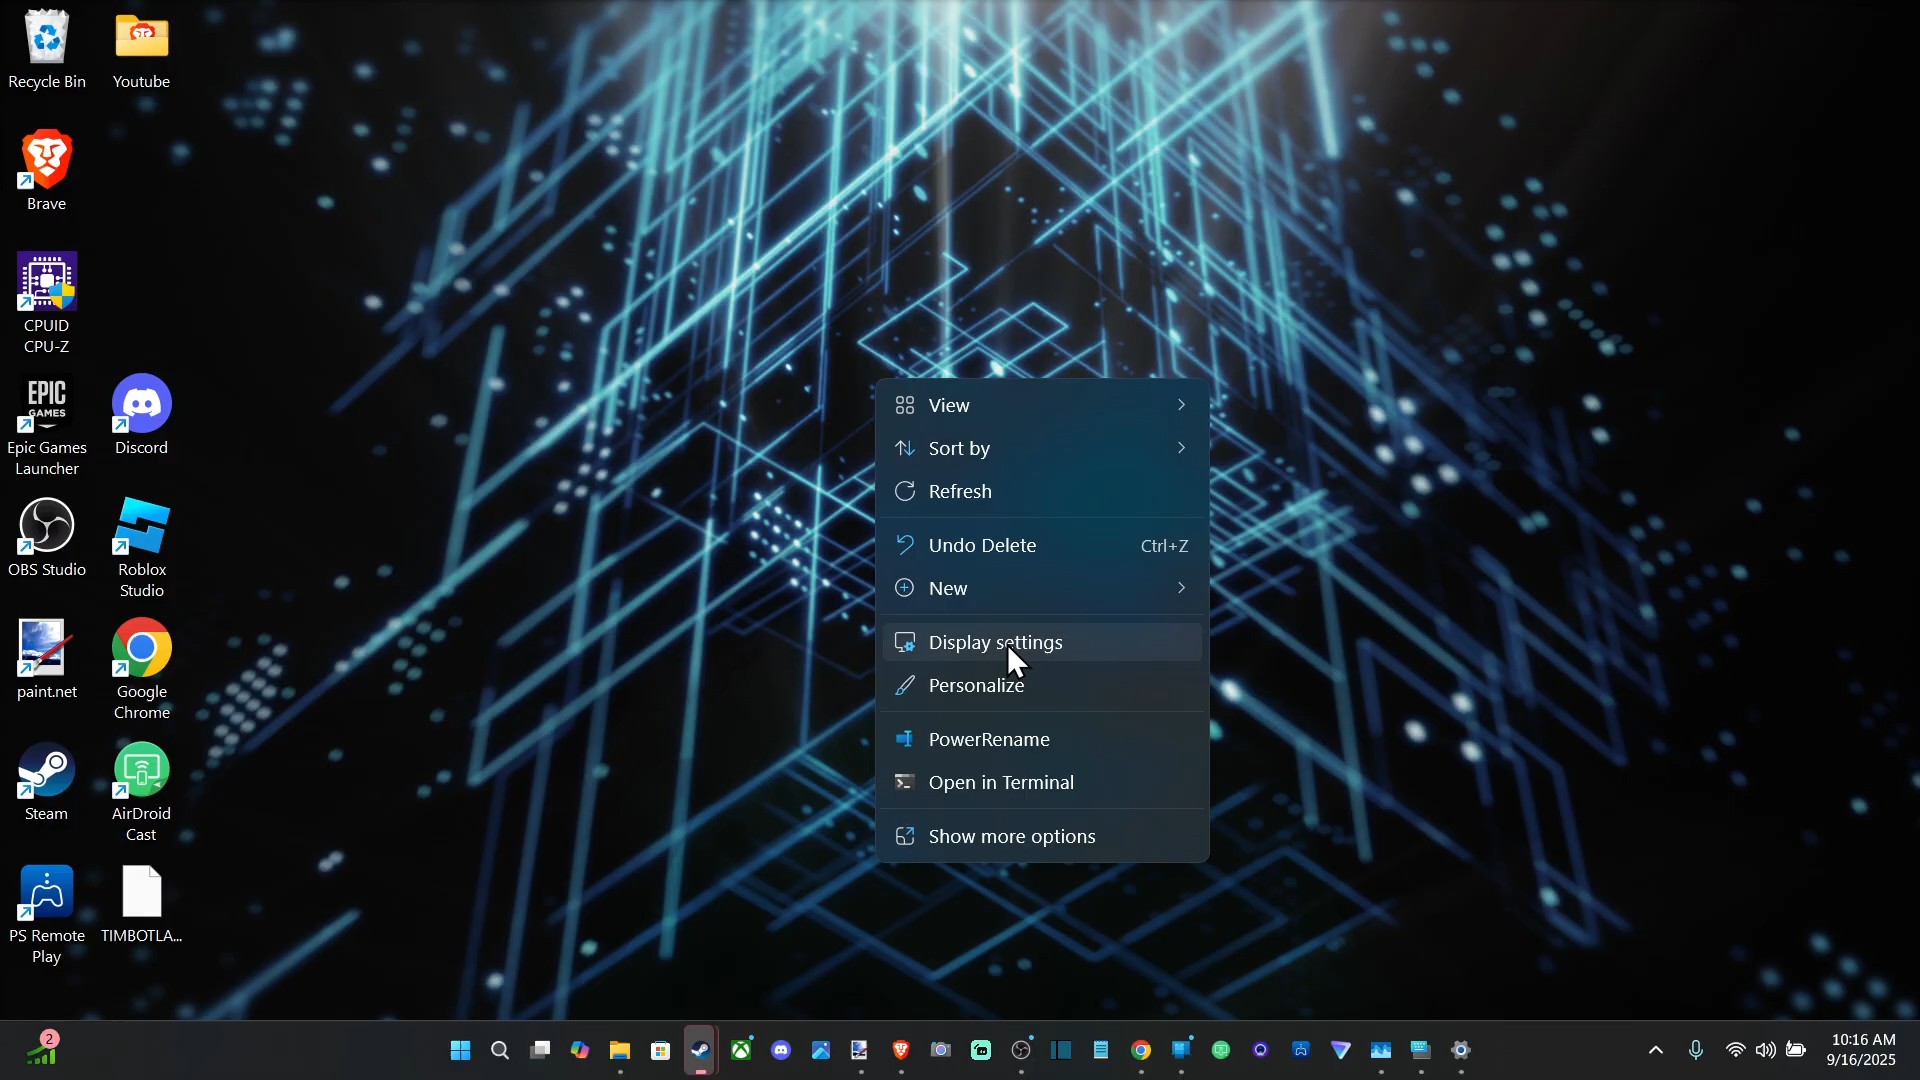 Recycle Bin
Youtube
Brave
CPUID
CPU-Z
EPIC
GAMES
Epic Games
Launcher
Discord
OBS Studio
Roblox
Studio
paint.net
Google
Chrome
Steam
AirDroid
Cast
PS Remote
Play
TIMBOTLA...
View
Sort by
Refresh
Undo Delete Ctrl+Z
New
Display settings
Personalize
PowerRename
Open in Terminal
Show more options
2
10:16 AM
9/16/2025